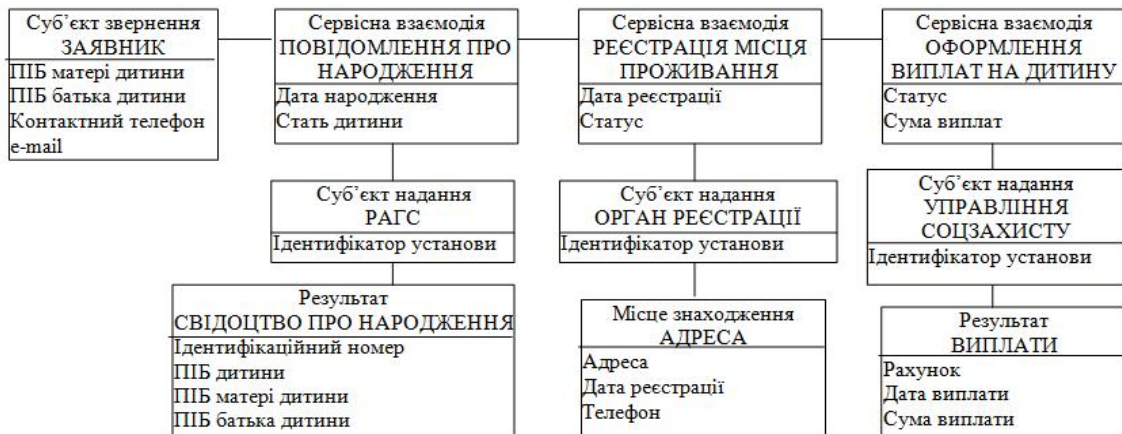 Суб’єкт звернення
ЗАЯВНИК
ПІБ матері дитини
ПІБ батька дитини
Контактний телефон
e-mail
Сервісна взаємодія
ПОВІДОМЛЕННЯ ПРО
НАРОДЖЕННЯ
Дата народження
Стать дитини
Сервісна взаємодія
РЕЄСТРАЦІЯ МІСЦЯ
ПРОЖИВАННЯ
Дата реєстрації
Статус
Сервісна взаємодія
ОФОРМЛЕННЯ
ВИПЛАТ НА ДИТИНУ
Статус
Сума виплат
Суб’єкт надання
РАГС
Ідентифікатор установи
Суб’єкт надання
ОРГАН РЕЄСТРАЦІЇ
Ідентифікатор установи
Суб’єкт надання
УПРАВЛІННЯ
СОЦЗАХИСТУ
Ідентифікатор установи
Результат
СВІДОЦТВО ПРО НАРОДЖЕННЯ
Ідентифікаційний номер
ПІБ дитини
ПІБ матері дитини
ПІБ батька дитини
Місце знаходження
АДРЕСА
Адреса
Дата реєстрації
Телефон
Результат
ВИПЛАТИ
Рахунок
Дата виплати
Сума виплати